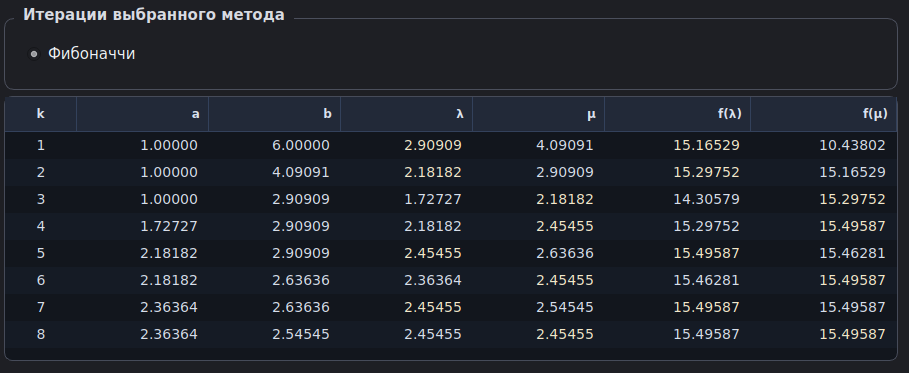 Итерации выбранного метода
Фибоначчи
k a b λ μ f(λ) f(μ)
1 1.00000 6.00000 2.90909 4.09091 15.16529 10.43802
2 1.00000 4.09091 2.18182 2.90909 15.29752 15.16529
3 1.00000 2.90909 1.72727 2.18182 14.30579 15.29752
4 1.72727 2.90909 2.18182 2.45455 15.29752 15.49587
5 2.18182 2.90909 2.45455 2.63636 15.49587 15.46281
6 2.18182 2.63636 2.36364 2.45455 15.46281 15.49587
7 2.36364 2.63636 2.45455 2.54545 15.49587 15.49587
8 2.36364 2.54545 2.45455 2.45455 15.49587 15.49587